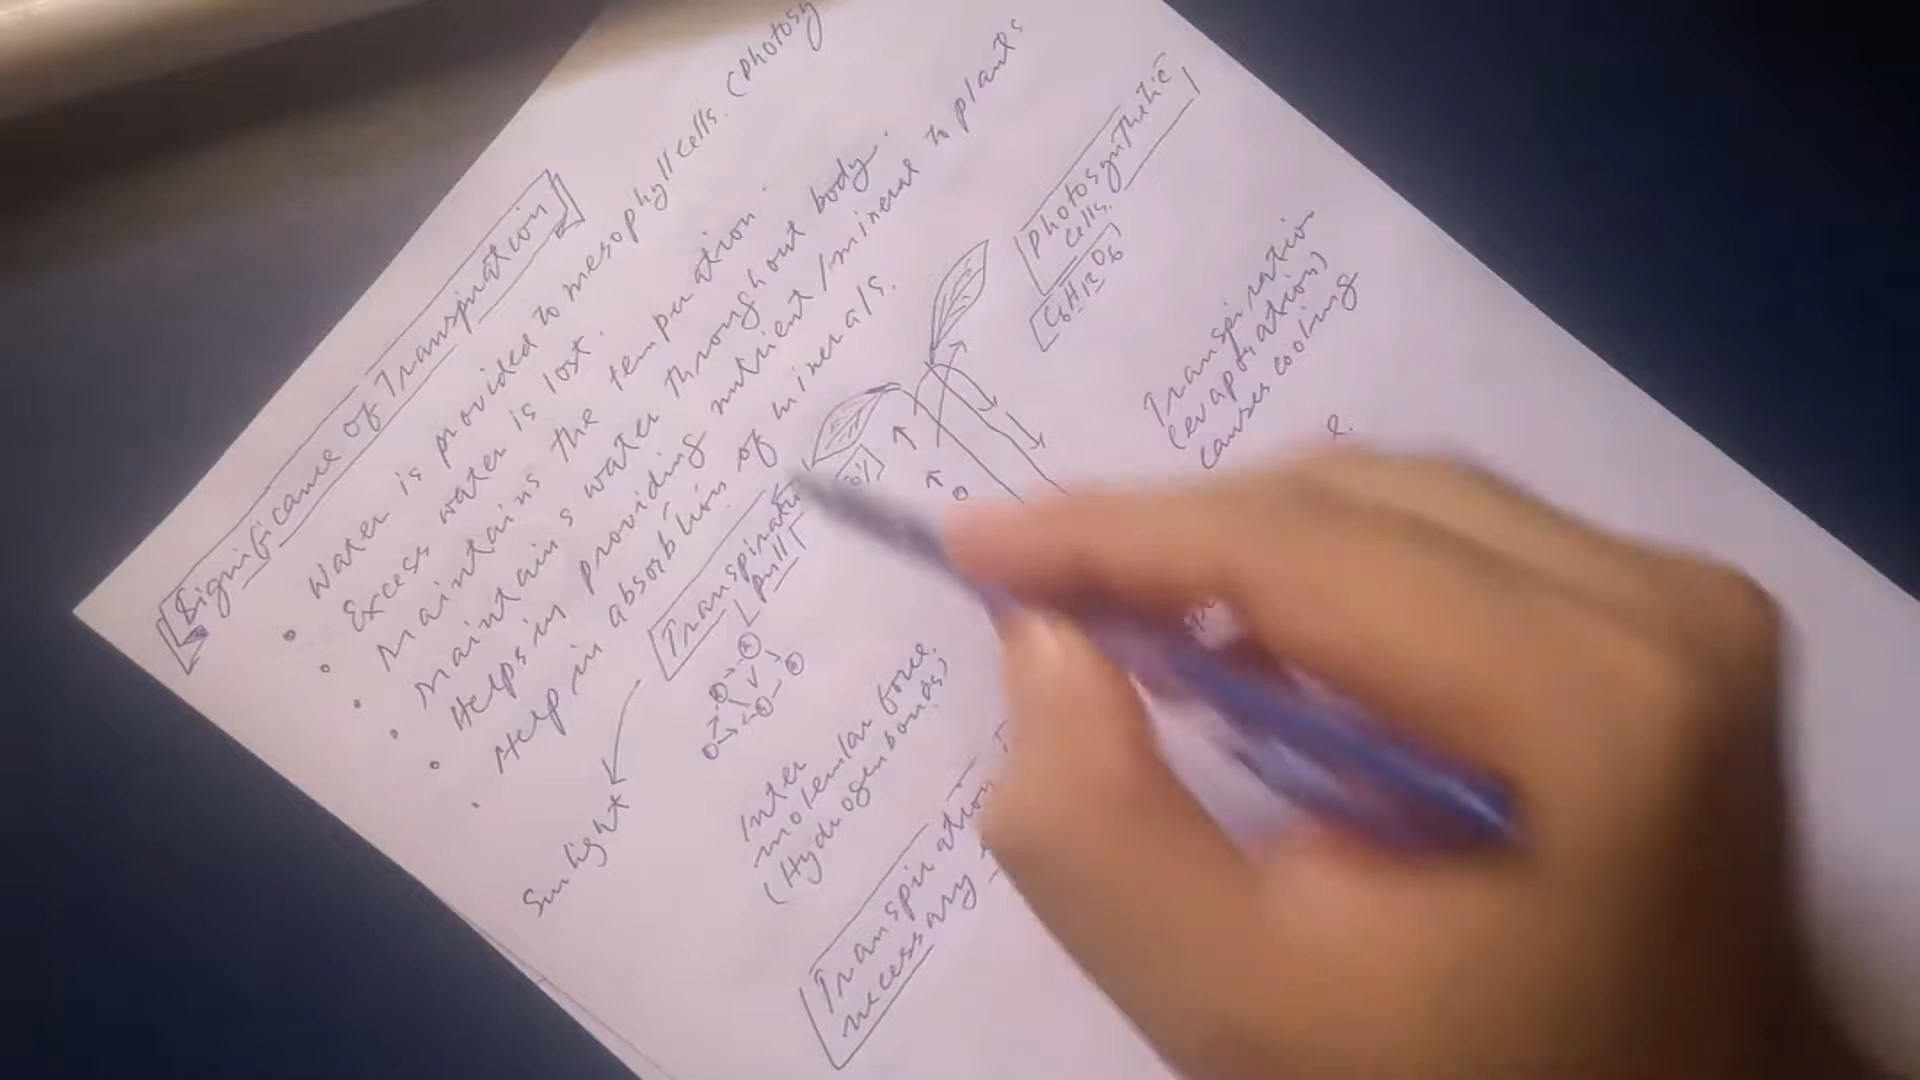 Significance of Transpiration
• Water is provided to mesophyll cells. (Photosy
• Excess water is lost.
• Maintains the temperation.
• Maintains water throughout body.
• Helps in providing nutrient/mineral to plants
• Help in absorbtion of minerals.
Photosynthetic
cells.
C6H12O6
Transpiration
(evaporation)
causes cooling
Transpiration
Pull
Sunlight
Inter
molecular force.
(Hydrogen bonds)
Transpiration
necessary